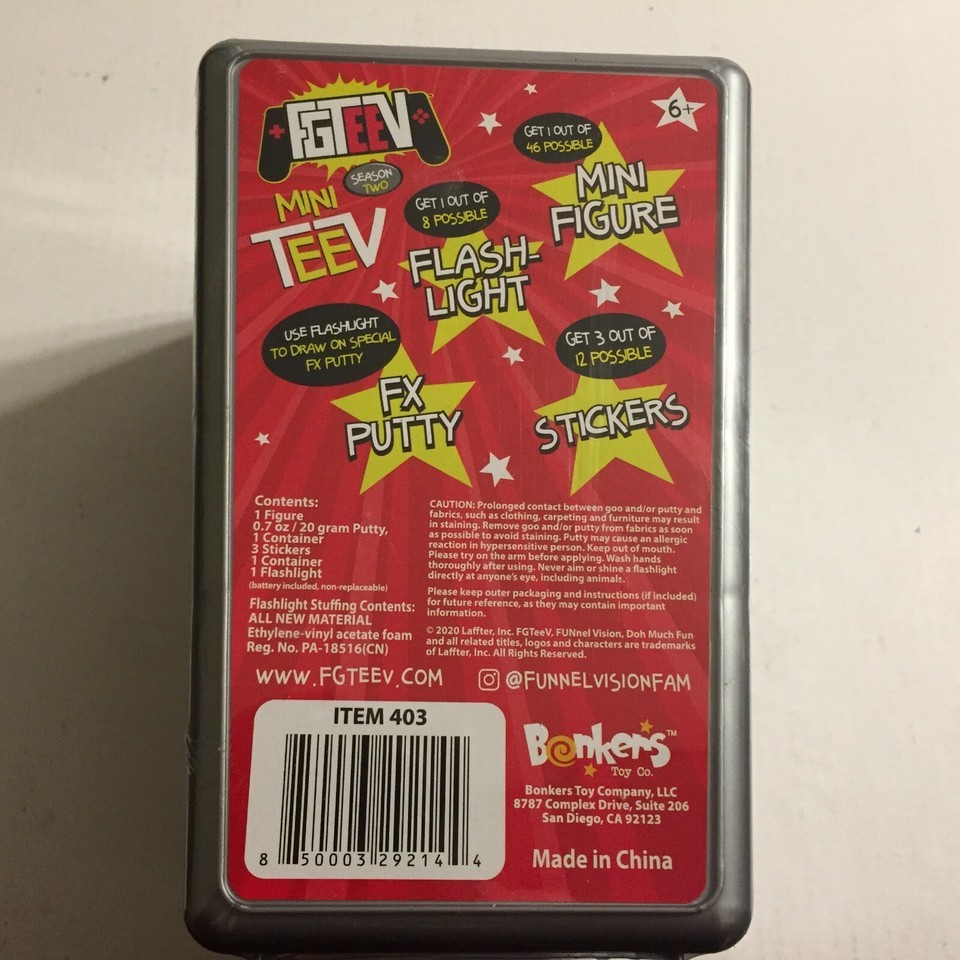 FGTEEV
6+
SEASON
TWO
MINI
TEEV
GET 1 OUT OF
46 POSSIBLE
MINI
FIGURE
GET 1 OUT OF
8 POSSIBLE
FLASH-
LIGHT
USE FLASHLIGHT
TO DRAW ON SPECIAL
FX PUTTY
FX
PUTTY
GET 3 OUT OF
12 POSSIBLE
STICKERS
Contents:
1 Figure
0.7 oz / 20 gram Putty,
1 Container
3 Stickers
1 Container
1 Flashlight
(battery included, non-replaceable)
Flashlight Stuffing Contents:
ALL NEW MATERIAL
Ethylene-vinyl acetate foam
Reg. No. PA-18516(CN)
CAUTION: Prolonged contact between goo and/or putty and
fabrics, such as clothing, carpeting and furniture may result
in staining. Remove goo and/or putty from fabrics as soon
as possible to avoid staining. Putty may cause an allergic
reaction in hypersensitive person. Keep out of mouth.
Please try on the arm before applying. Wash hands
thoroughly after using. Never aim or shine a flashlight
directly at anyone's eye, including animals.
Please keep outer packaging and instructions (if included)
for future reference, as they may contain important
information.
© 2020 Laffter, Inc. FGTeeV, FUNnel Vision, Doh Much Fun
and all related titles, logos and characters are trademarks
of Laffter, Inc. All Rights Reserved.
WWW.FGTEEV.COM
@FUNNELVISIONFAM
ITEM 403
8 50003 29214 4
Bonkers™
Toy Co.
Bonkers Toy Company, LLC
8787 Complex Drive, Suite 206
San Diego, CA 92123
Made in China